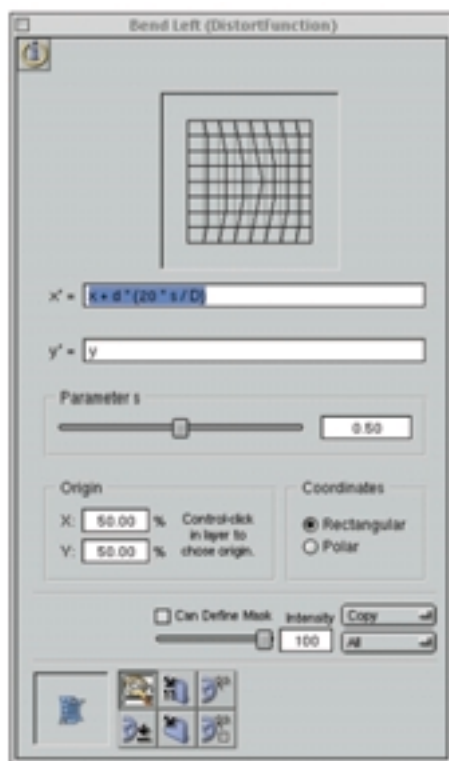 Bend Left (DistortFunction)
x' = x + d * (20 * s / D)
y' = y
Parameter s
0.50
Origin
X: 50.00 %
Y: 50.00 %
Control-click
in layer to
chose origin.
Coordinates
Rectangular
Polar
Can Define Mask
Intensity
100
Copy
All